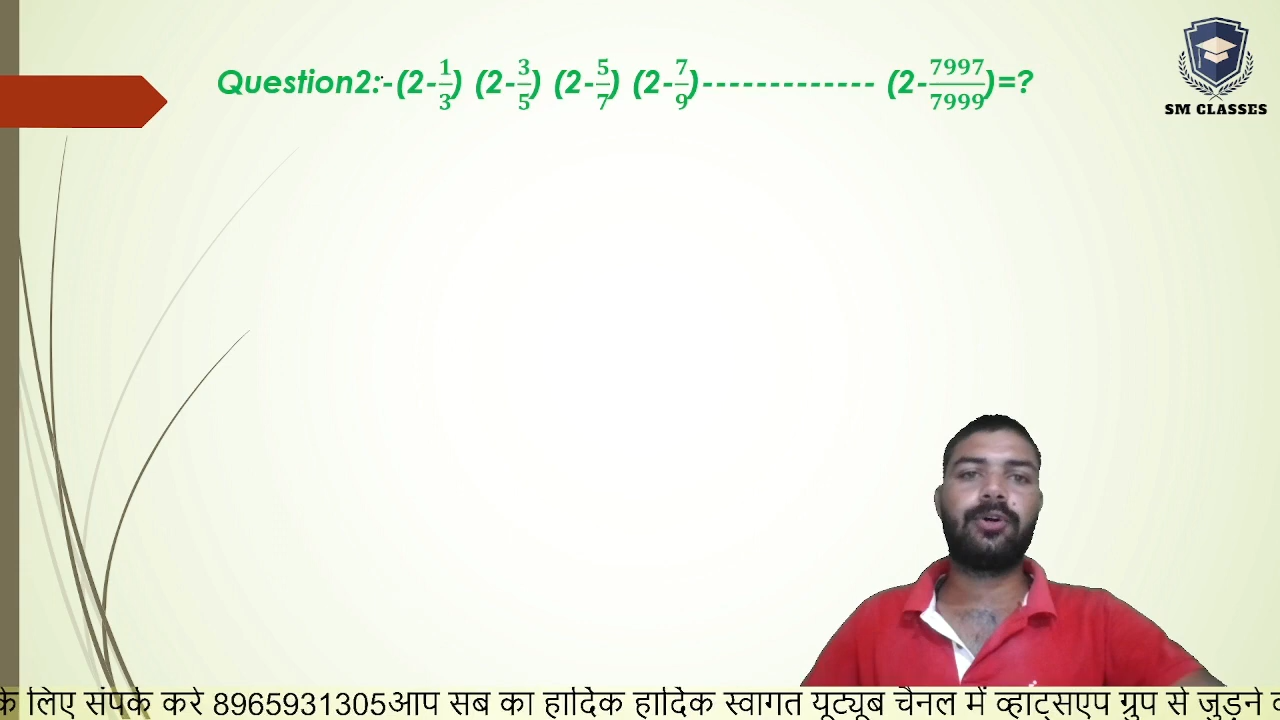 Question2:-(2-1/3) (2-3/5) (2-5/7) (2-7/9)------------- (2-7997/7999)=?
SM CLASSES
के लिए संपर्क करे 8965931305आप सब का हार्दिक हार्दिक स्वागत यूट्यूब चैनल में व्हाट्सएप ग्रुप से जुड़ने